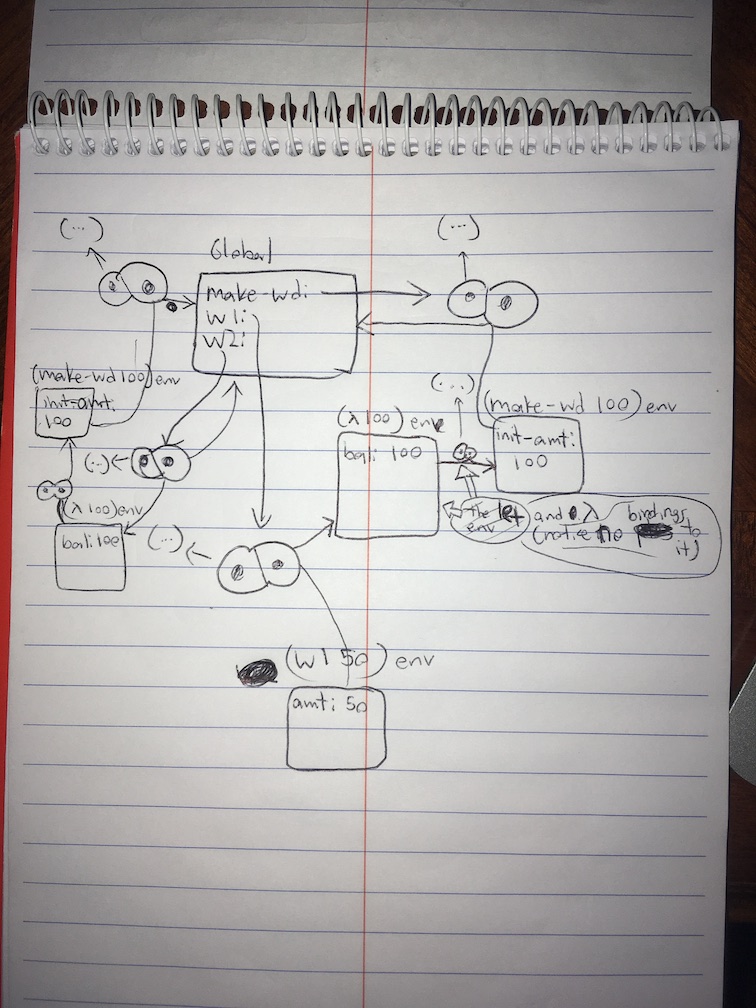 (...)
(...)
Global
make-wd:
W1:
W2:
(make-wd 100) env
init-amt:
100
(...)
(λ 100) env
(make-wd 100) env
bal: 100
init-amt:
100
(...)
(λ 100) env
bal: 100
(...)
the let
env
and λ bindings
(notice no to
it)
(W1 50) env
amt: 50